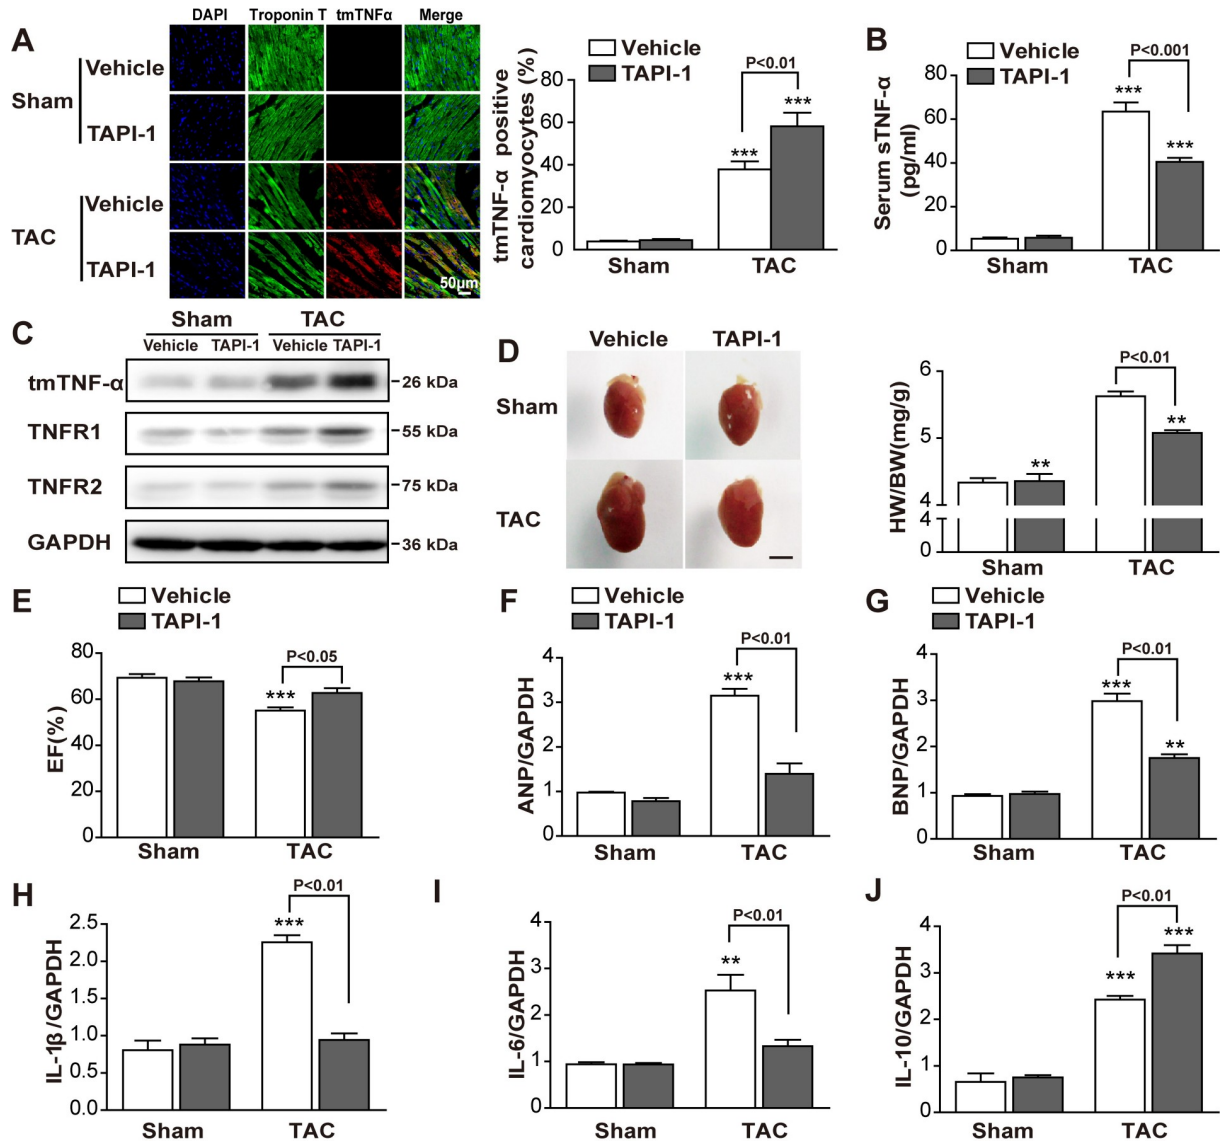 A
DAPI Troponin T tmTNFα Merge
Sham
Vehicle
TAPI-1
TAC
Vehicle
TAPI-1
50μm
Vehicle
TAPI-1
tmTNF-α positive
cardiomyocytes (%)
80
60
40
20
0
P<0.01
***
***
Sham TAC
B
Vehicle
TAPI-1
Serum sTNF-α
(pg/ml)
80
60
40
20
0
P<0.001
***
***
Sham TAC
C
Sham TAC
Vehicle TAPI-1 Vehicle TAPI-1
tmTNF-α 26 kDa
TNFR1 55 kDa
TNFR2 75 kDa
GAPDH 36 kDa
D
Vehicle TAPI-1
Sham
TAC
HW/BW(mg/g)
6
5
4
4
0
P<0.01
**
**
Sham TAC
E
Vehicle
TAPI-1
EF(%)
80
60
40
20
0
P<0.05
***
Sham TAC
F
Vehicle
TAPI-1
ANP/GAPDH
4
3
2
1
0
P<0.01
***
Sham TAC
G
Vehicle
TAPI-1
BNP/GAPDH
4
3
2
1
0
P<0.01
***
**
Sham TAC
H
IL-1β/GAPDH
2.5
2.0
1.5
1.0
0.5
0
P<0.01
***
Sham TAC
I
IL-6/GAPDH
4
3
2
1
0
P<0.01
**
Sham TAC
J
IL-10/GAPDH
4
3
2
1
0
P<0.01
***
***
Sham TAC